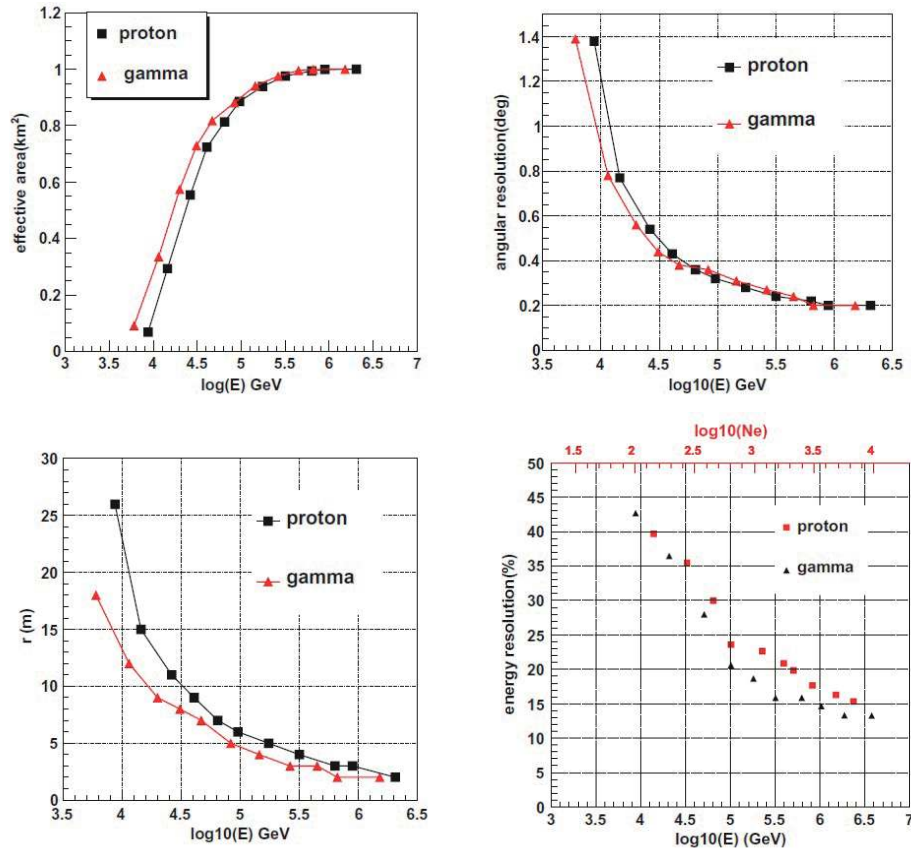 1.2
1
0.8
0.6
0.4
0.2
0
effective area(km²)
proton
gamma
3 3.5 4 4.5 5 5.5 6 6.5 7
log(E) GeV
1.4
1.2
1
0.8
0.6
0.4
0.2
0
angular resolution(deg)
proton
gamma
3.5 4 4.5 5 5.5 6 6.5
log10(E) GeV
30
25
20
15
10
5
0
r (m)
proton
gamma
3.5 4 4.5 5 5.5 6 6.5
log10(E) GeV
log10(Ne)
1.5 2 2.5 3 3.5 4
50
45
40
35
30
25
20
15
10
5
0
energy resolution(%)
proton
gamma
3 3.5 4 4.5 5 5.5 6 6.5 7
log10(E) (GeV)